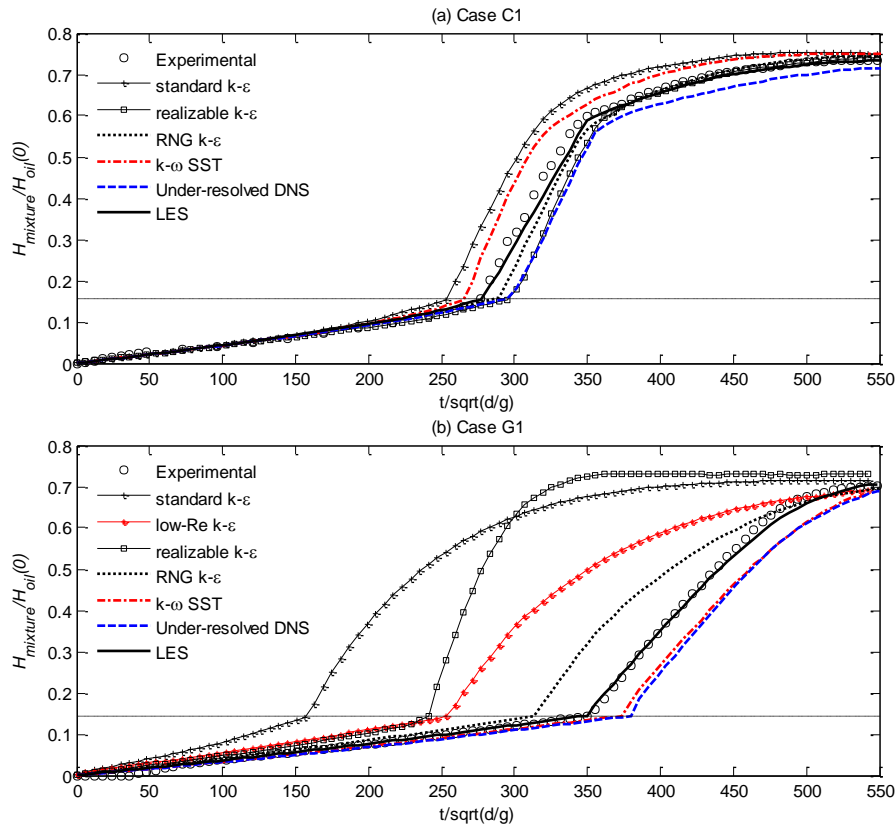 (a) Case C1
0.8
0.7
0.6
0.5
0.4
0.3
0.2
0.1
0
H_mixture/H_oil(0)
Experimental
standard k-ε
realizable k-ε
RNG k-ε
k-ω SST
Under-resolved DNS
LES
0 50 100 150 200 250 300 350 400 450 500 550
t/sqrt(d/g)
(b) Case G1
0.8
0.7
0.6
0.5
0.4
0.3
0.2
0.1
0
H_mixture/H_oil(0)
Experimental
standard k-ε
low-Re k-ε
realizable k-ε
RNG k-ε
k-ω SST
Under-resolved DNS
LES
0 50 100 150 200 250 300 350 400 450 500 550
t/sqrt(d/g)